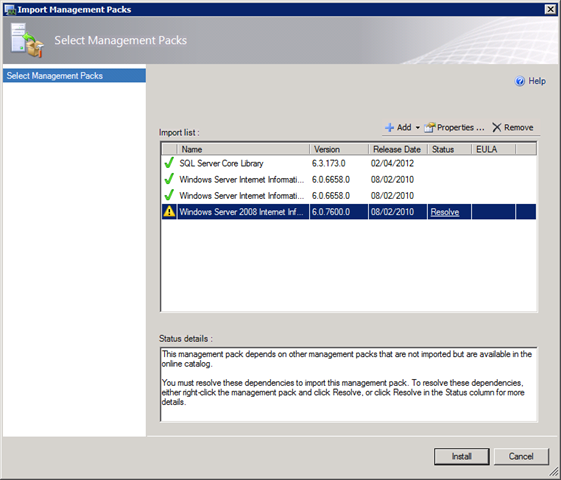 Import Management Packs
Select Management Packs
Select Management Packs
Help
Import list :
Add
Properties ...
Remove
Name Version Release Date Status EULA
SQL Server Core Library 6.3.173.0 02/04/2012
Windows Server Internet Informati... 6.0.6658.0 08/02/2010
Windows Server Internet Informati... 6.0.6658.0 08/02/2010
Windows Server 2008 Internet Inf... 6.0.7600.0 08/02/2010 Resolve
Status details :
This management pack depends on other management packs that are not imported but are available in the
online catalog.
You must resolve these dependencies to import this management pack. To resolve these dependencies,
either right-click the management pack and click Resolve, or click Resolve in the Status column for more
details.
Install
Cancel